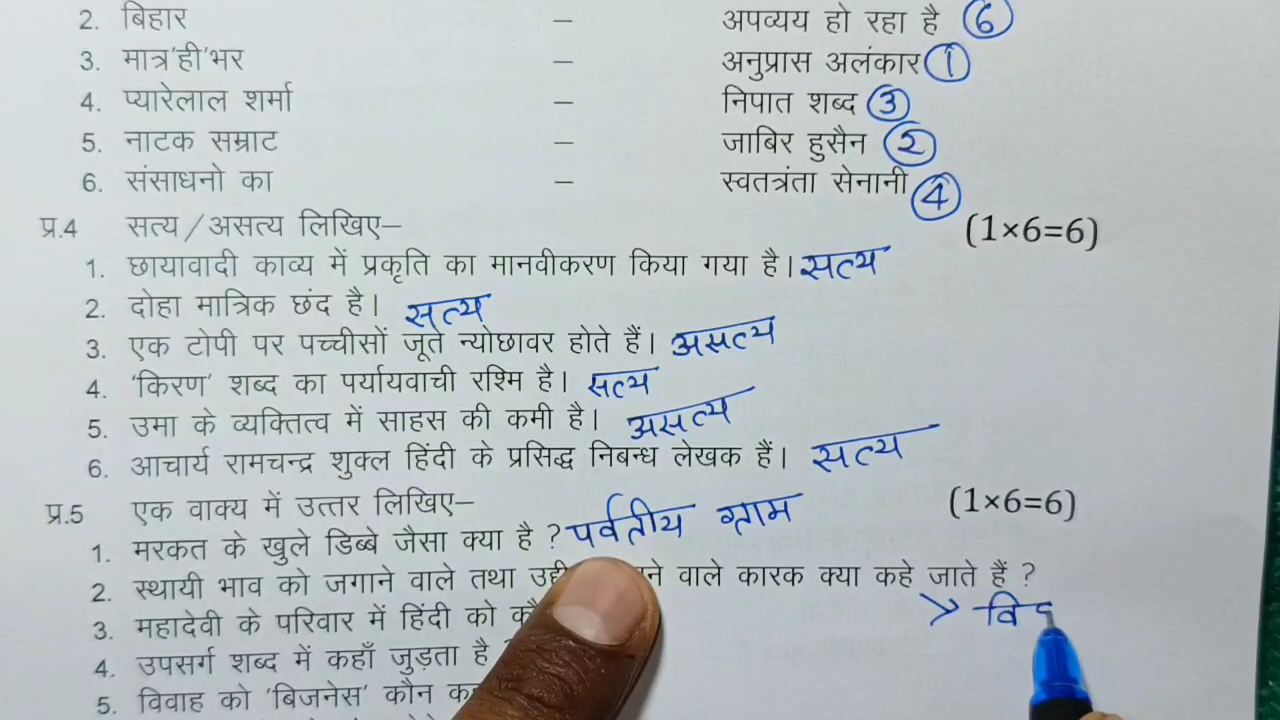 2. बिहार – अपव्यय हो रहा है 6
3. मात्र'ही'भर – अनुप्रास अलंकार 1
4. प्यारेलाल शर्मा – निपात शब्द 3
5. नाटक सम्राट – जाबिर हुसैन 2
6. संसाधनो का – स्वतत्रंता सेनानी 4
प्र.4 सत्य/असत्य लिखिए– (1×6=6)
1. छायावादी काव्य में प्रकृति का मानवीकरण किया गया है। सत्य
2. दोहा मात्रिक छंद है। सत्य
3. एक टोपी पर पच्चीसों जूते न्योछावर होते हैं। असत्य
4. 'किरण' शब्द का पर्यायवाची रश्मि है। सत्य
5. उमा के व्यक्तित्व में साहस की कमी है। असत्य
6. आचार्य रामचन्द्र शुक्ल हिंदी के प्रसिद्ध निबन्ध लेखक हैं। सत्य
प्र.5 एक वाक्य में उत्तर लिखिए– (1×6=6)
1. मरकत के खुले डिब्बे जैसा क्या है ? पर्वतीय ग्राम
2. स्थायी भाव को जगाने वाले तथा वाले कारक क्या कहे जाते हैं ?
> वि
3. महादेवी के परिवार में हिंदी को
4. उपसर्ग शब्द में कहाँ जुड़ता है
5. विवाह को 'बिजनेस' कौन